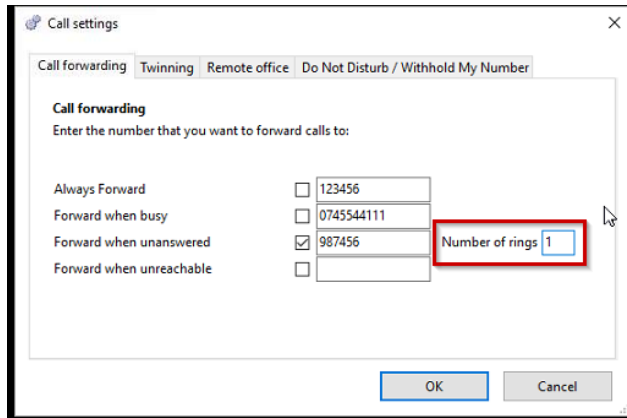 Call settings
Call forwarding Twinning Remote office Do Not Disturb / Withhold My Number
Call forwarding
Enter the number that you want to forward calls to:
Always Forward 123456
Forward when busy 0745544111
Forward when unanswered 987456 Number of rings 1
Forward when unreachable
OK Cancel